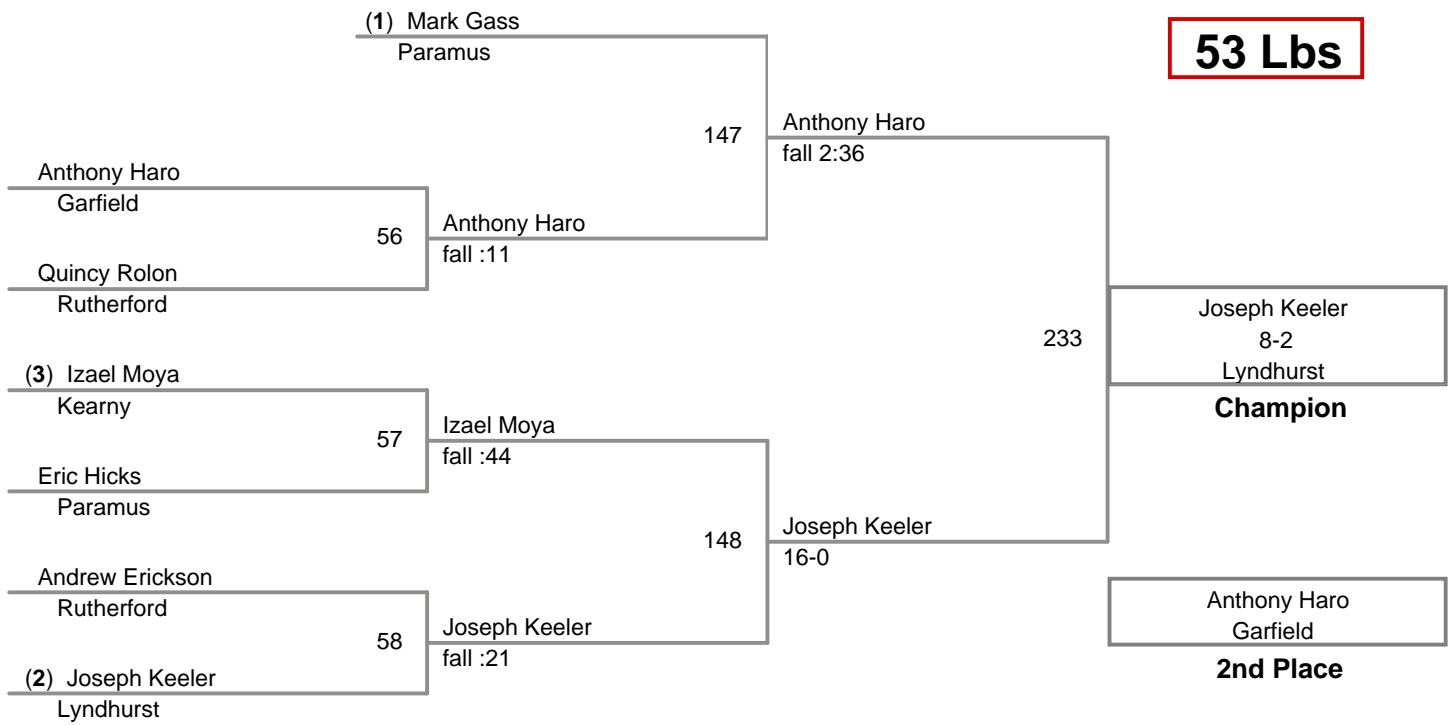 (1) Mark Gass
Paramus
53 Lbs
147
Anthony Haro
fall 2:36
Anthony Haro
Garfield
56
Anthony Haro
fall :11
Quincy Rolon
Rutherford
233
Joseph Keeler
8-2
Lyndhurst
Champion
(3) Izael Moya
Kearny
57
Izael Moya
fall :44
Eric Hicks
Paramus
148
Joseph Keeler
16-0
Andrew Erickson
Rutherford
58
Joseph Keeler
fall :21
(2) Joseph Keeler
Lyndhurst
Anthony Haro
Garfield
2nd Place